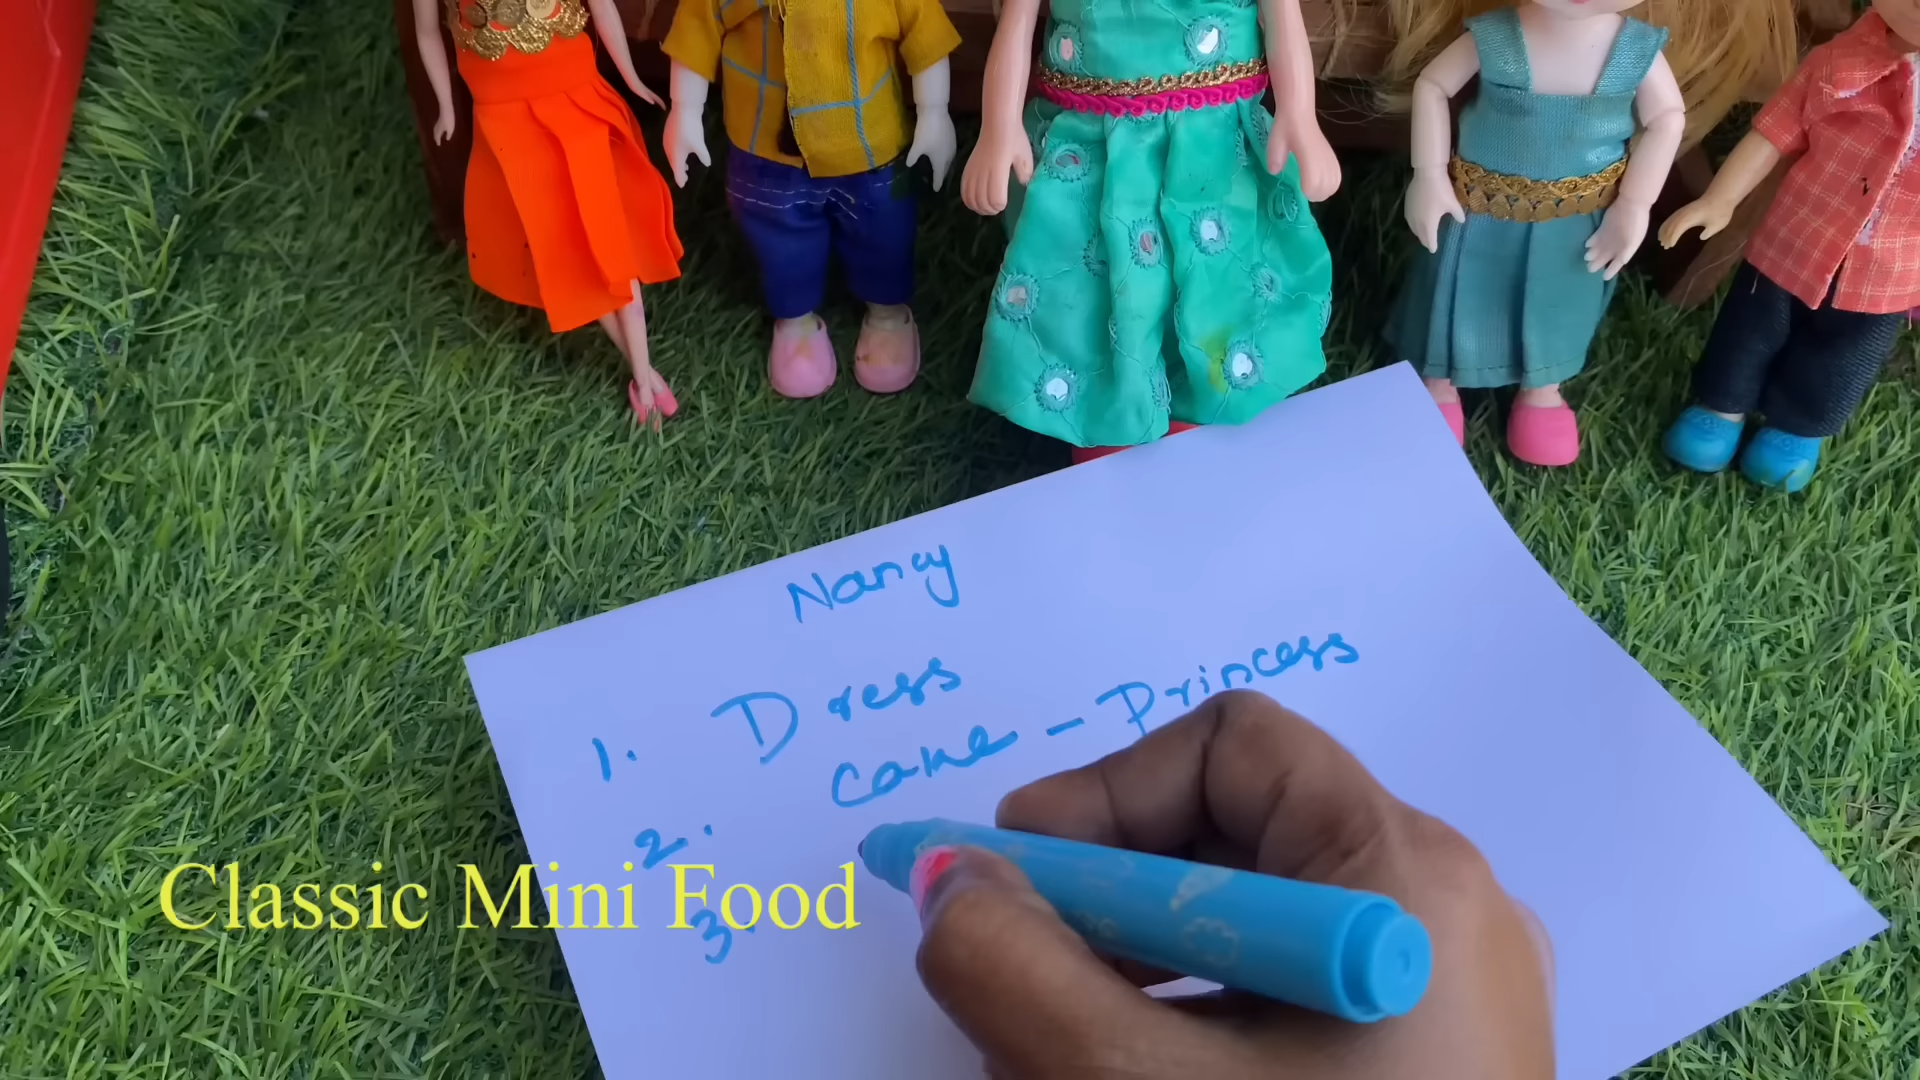 Nancy
1. Dress
2. Cake - Princess
3.
Classic Mini Food